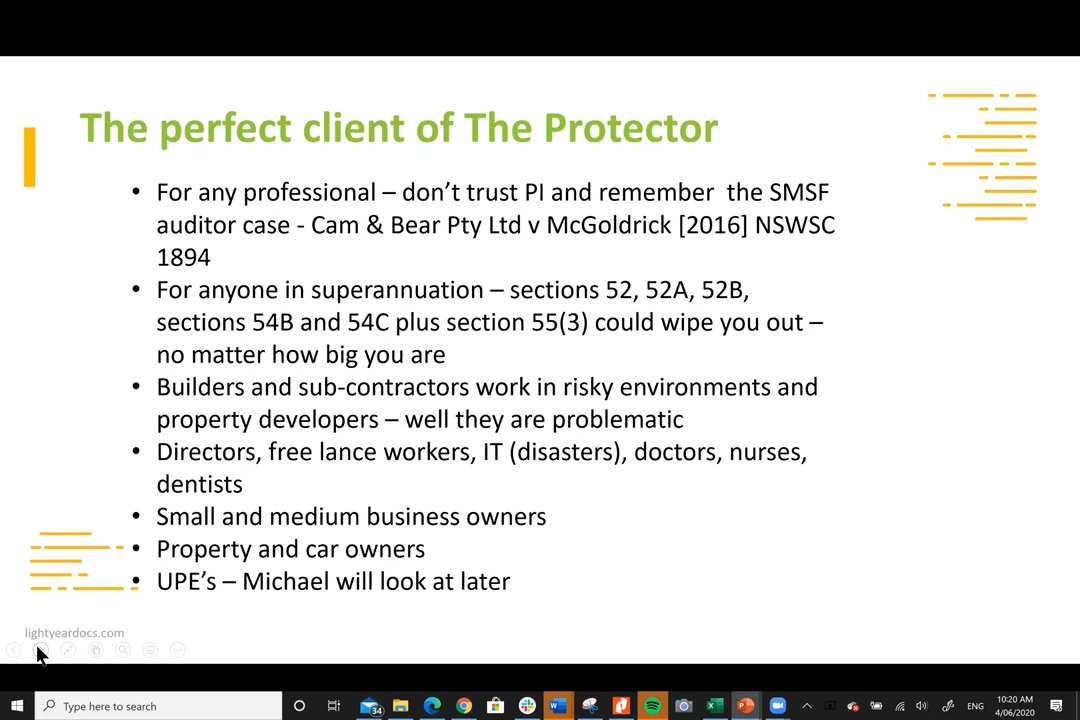 The perfect client of The Protector
• For any professional – don't trust PI and remember the SMSF
auditor case - Cam & Bear Pty Ltd v McGoldrick [2016] NSWSC
1894
• For anyone in superannuation – sections 52, 52A, 52B,
sections 54B and 54C plus section 55(3) could wipe you out –
no matter how big you are
• Builders and sub-contractors work in risky environments and
property developers – well they are problematic
• Directors, free lance workers, IT (disasters), doctors, nurses,
dentists
• Small and medium business owners
• Property and car owners
• UPE's – Michael will look at later
lightyeardocs.com
Type here to search
34
ENG
10:20 AM
4/06/2020